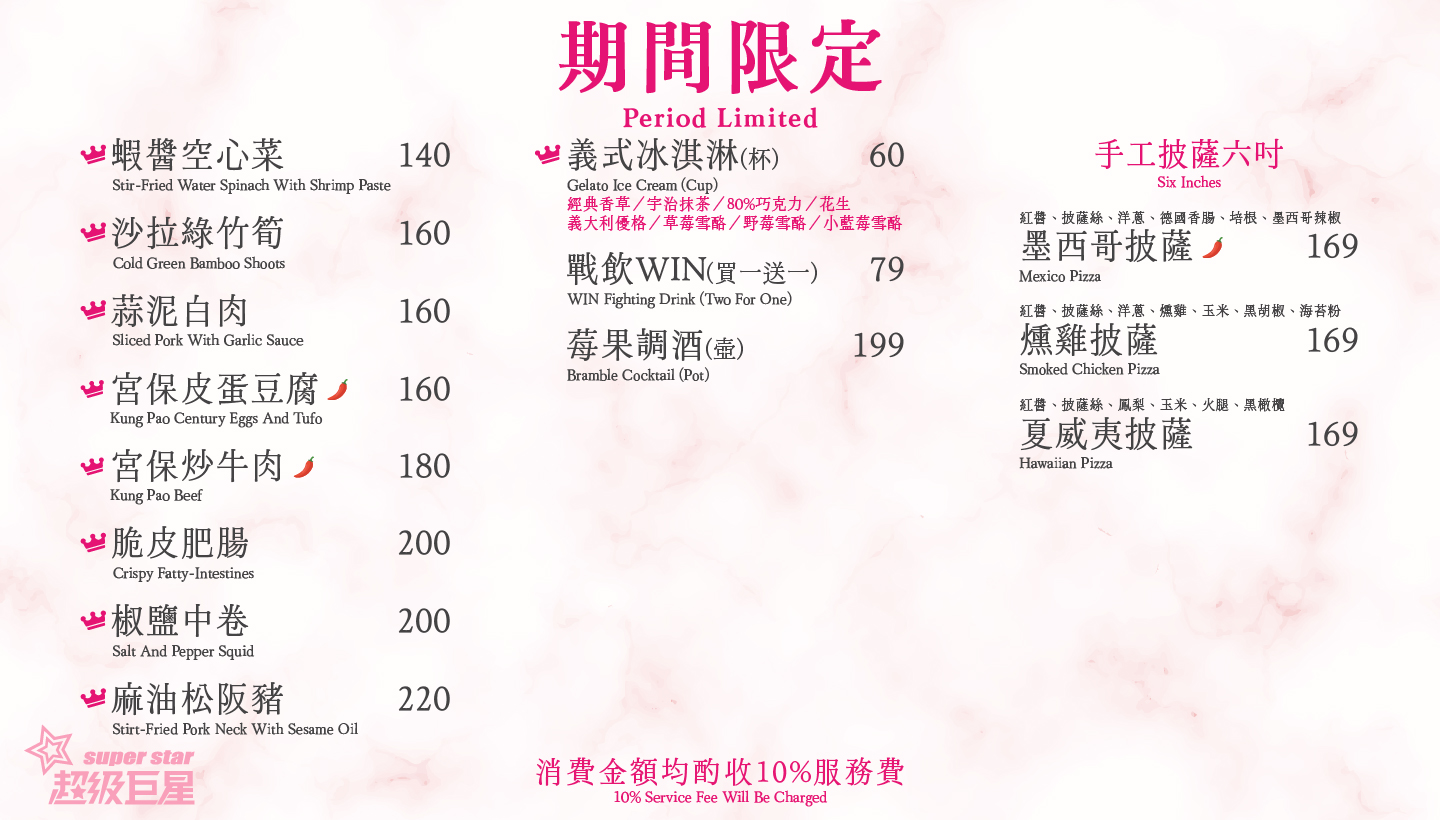 期間限定
Period Limited
蝦醬空心菜 140
Stir-Fried Water Spinach With Shrimp Paste
沙拉綠竹筍 160
Cold Green Bamboo Shoots
蒜泥白肉 160
Sliced Pork With Garlic Sauce
宮保皮蛋豆腐 160
Kung Pao Century Eggs And Tufo
宮保炒牛肉 180
Kung Pao Beef
脆皮肥腸 200
Crispy Fatty-Intestines
椒鹽中卷 200
Salt And Pepper Squid
麻油松阪豬 220
Stirt-Fried Pork Neck With Sesame Oil
義式冰淇淋(杯) 60
Gelato Ice Cream (Cup)
經典香草／宇治抹茶／80%巧克力／花生
義大利優格／草莓雪酪／野莓雪酪／小藍莓雪酪
戰飲WIN(買一送一) 79
WIN Fighting Drink (Two For One)
莓果調酒(壺) 199
Bramble Cocktail (Pot)
手工披薩六吋
Six Inches
紅醬、披薩絲、洋蔥、德國香腸、培根、墨西哥辣椒
墨西哥披薩 169
Mexico Pizza
紅醬、披薩絲、洋蔥、燻雞、玉米、黑胡椒、海苔粉
燻雞披薩 169
Smoked Chicken Pizza
紅醬、披薩絲、鳳梨、玉米、火腿、黑橄欖
夏威夷披薩 169
Hawaiian Pizza
super star
超級巨星
消費金額均酌收10%服務費
10% Service Fee Will Be Charged